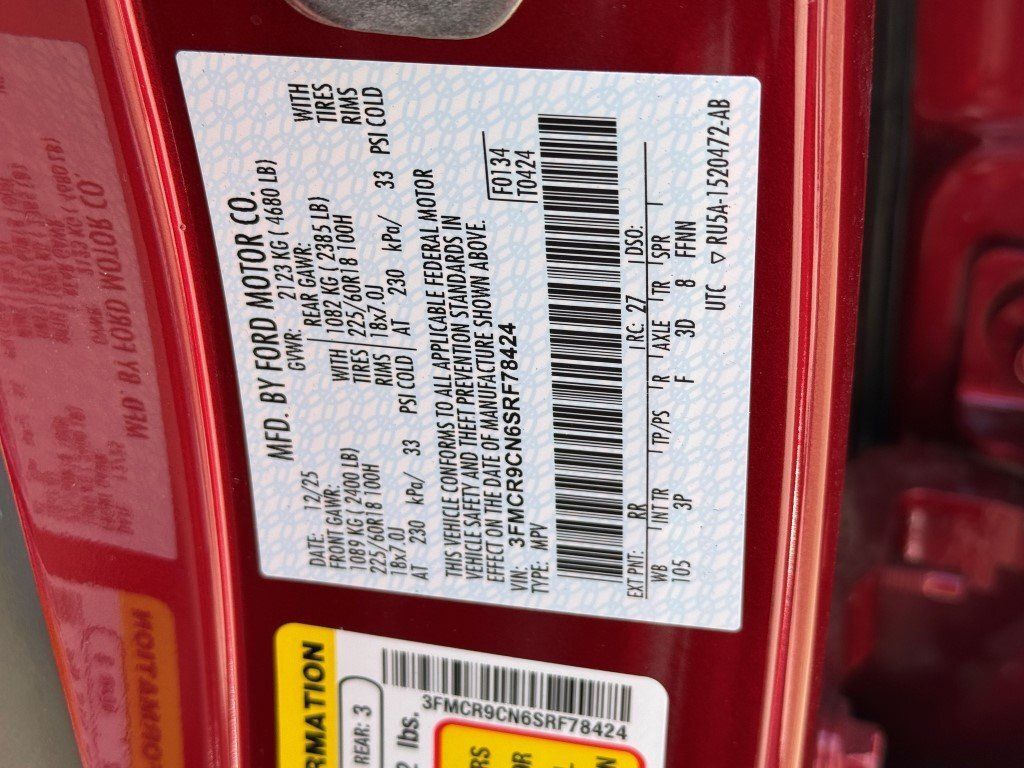 MFD. BY FORD MOTOR CO.
DATE: 12/25 GVWR: 2123 KG ( 4680 LB)
FRONT GAWR: REAR GAWR: WITH
1089 KG ( 2400 LB) WITH 1082 KG ( 2385 LB) TIRES
225/60R18 100H TIRES 225/60R18 100H RIMS
18x7.0J RIMS 18x7.0J
AT 230 kPa/ 33 PSI COLD AT 230 kPa/ 33 PSI COLD
THIS VEHICLE CONFORMS TO ALL APPLICABLE FEDERAL MOTOR
VEHICLE SAFETY AND THEFT PREVENTION STANDARDS IN
EFFECT ON THE DATE OF MANUFACTURE SHOWN ABOVE.
VIN: 3FMCR9CN6SRF78424 F0134
TYPE: MPV T0424
EXT PNT: RR RC: 27 DSO:
WB INTR TP/PS R AXLE TR SPR
105 3P F 3D 8 FFNN
UTC ▽ RU5A-1520472-AB
RMATION
REAR: 3
lbs.
3FMCR9CN6SRF78424